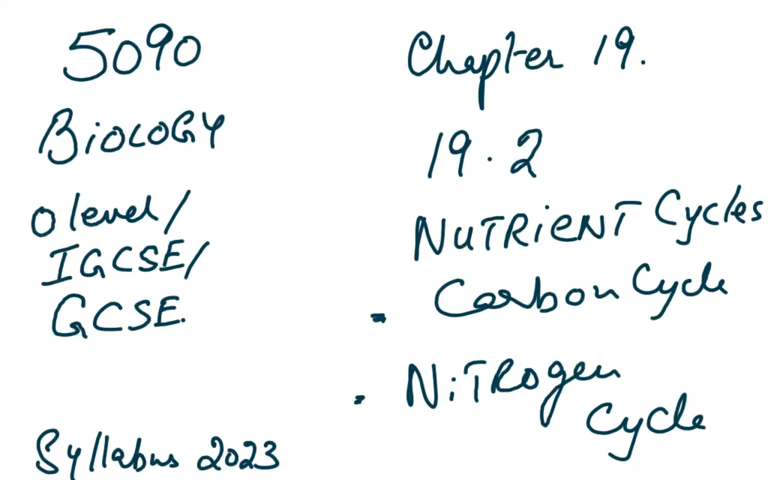 5090
BiOLOGY
O level/
IGCSE/
GCSE.
Syllabus 2023
Chapter 19.
19.2
NUTRiENT Cycles
- Carbon Cycle
- NiTRogen
Cycle